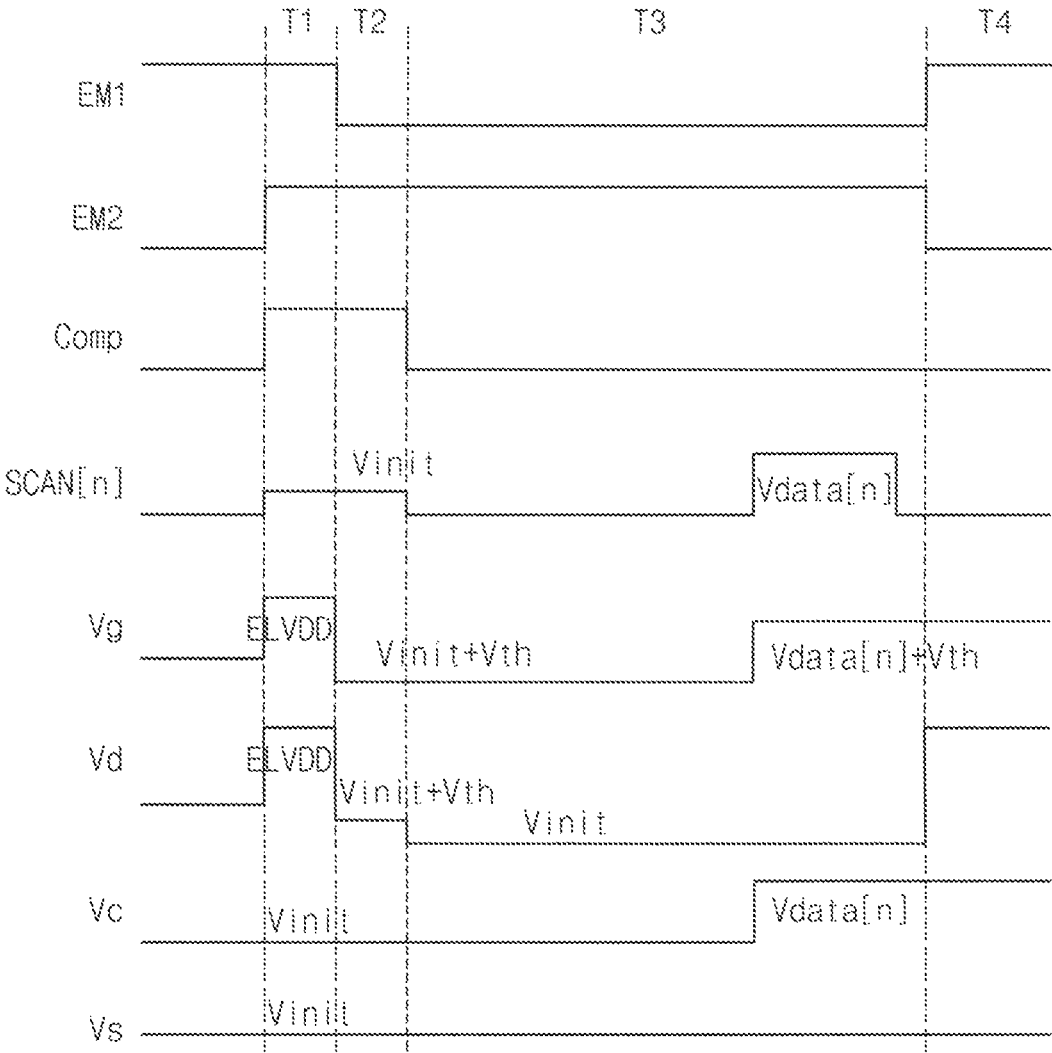 T1 T2 T3 T4
EM1
EM2
Comp
Vinit
SCAN[n] Vdata[n]
Vg ELVDD Vinit+Vth Vdata[n]+Vth
Vd ELVDD
Vinit+Vth
Vinit
Vc Vinit Vdata[n]
Vs Vinit